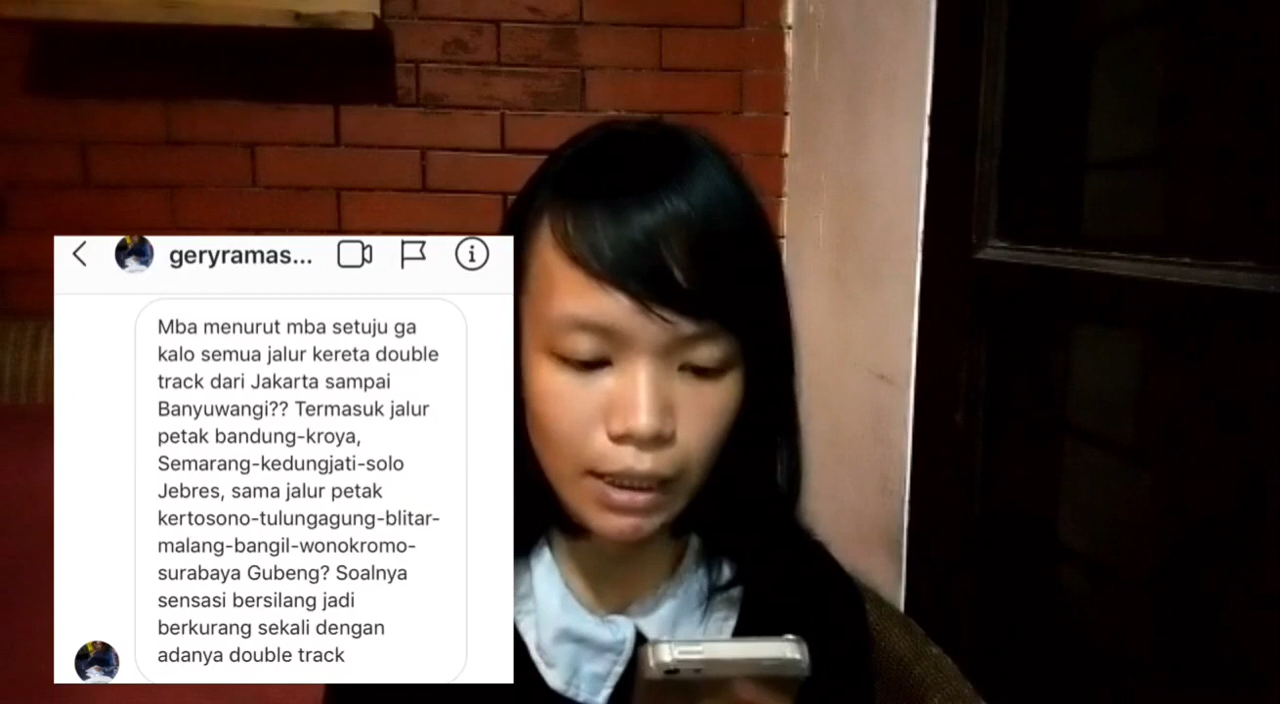 geryramas...
Mba menurut mba setuju ga
kalo semua jalur kereta double
track dari Jakarta sampai
Banyuwangi?? Termasuk jalur
petak bandung-kroya,
Semarang-kedungjati-solo
Jebres, sama jalur petak
kertosono-tulungagung-blitar-
malang-bangil-wonokromo-
surabaya Gubeng? Soalnya
sensasi bersilang jadi
berkurang sekali dengan
adanya double track